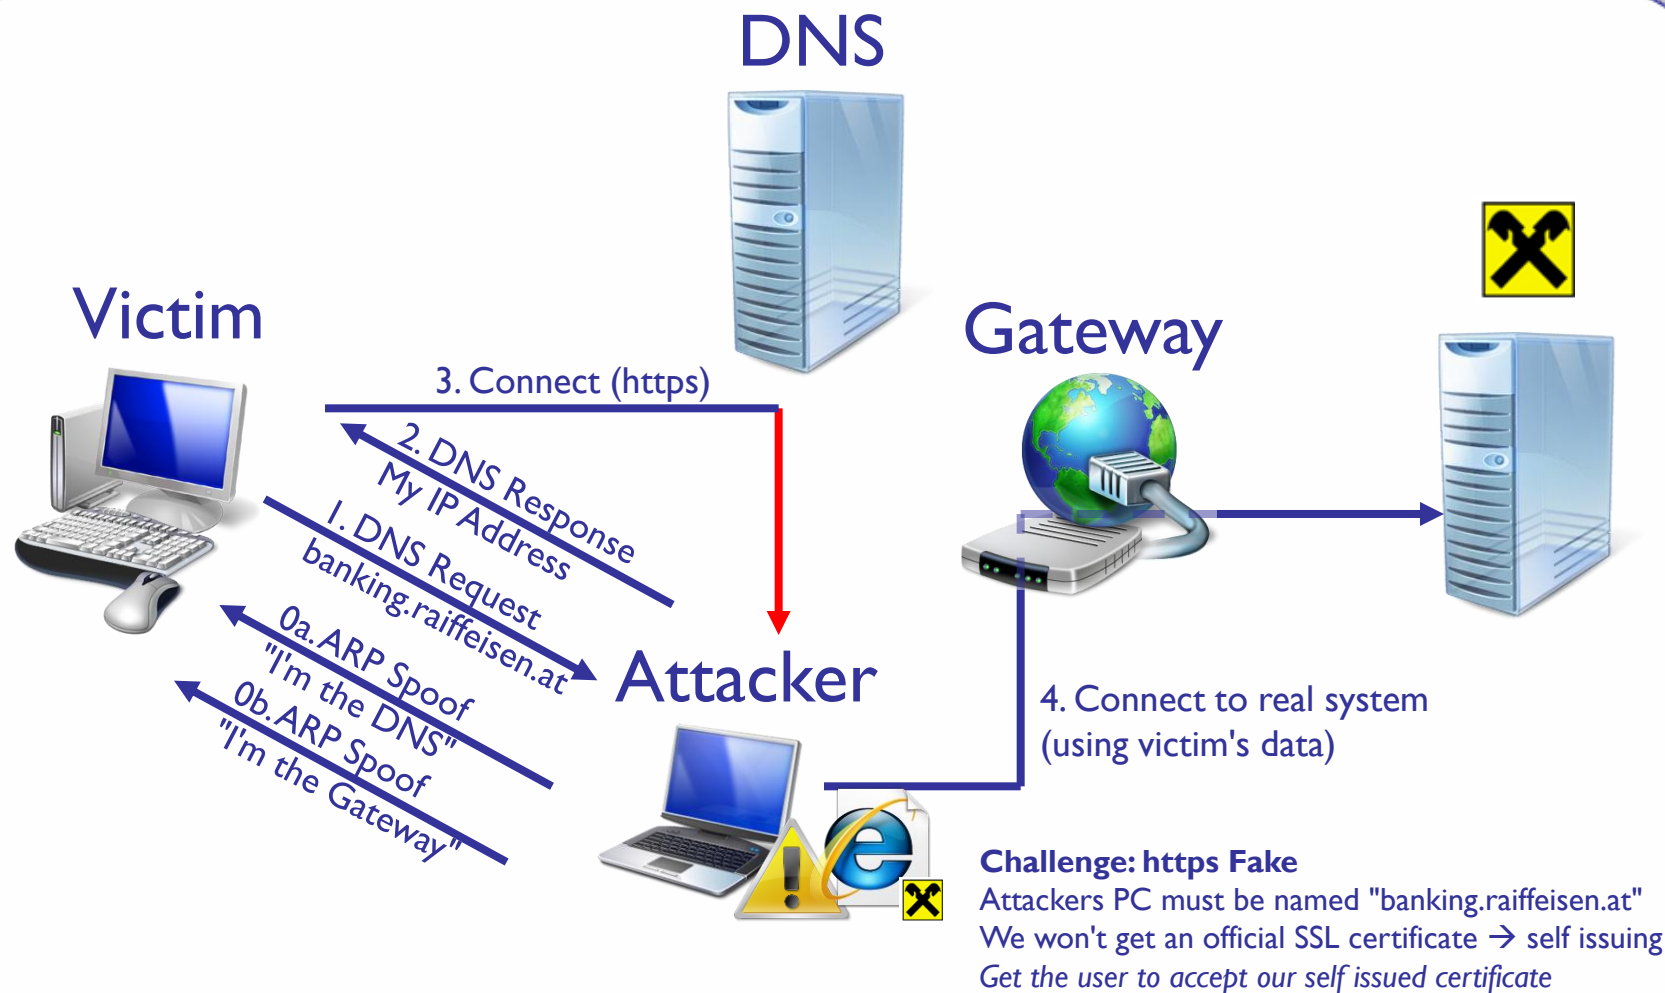 DNS
Victim
Gateway
3. Connect (https)
2. DNS Response
My IP Address
1. DNS Request
banking.raiffeisen.at
0a. ARP Spoof
"I'm the DNS"
0b. ARP Spoof
"I'm the Gateway"
Attacker
4. Connect to real system
(using victim's data)
Challenge: https Fake
Attackers PC must be named "banking.raiffeisen.at"
We won't get an official SSL certificate → self issuing
Get the user to accept our self issued certificate